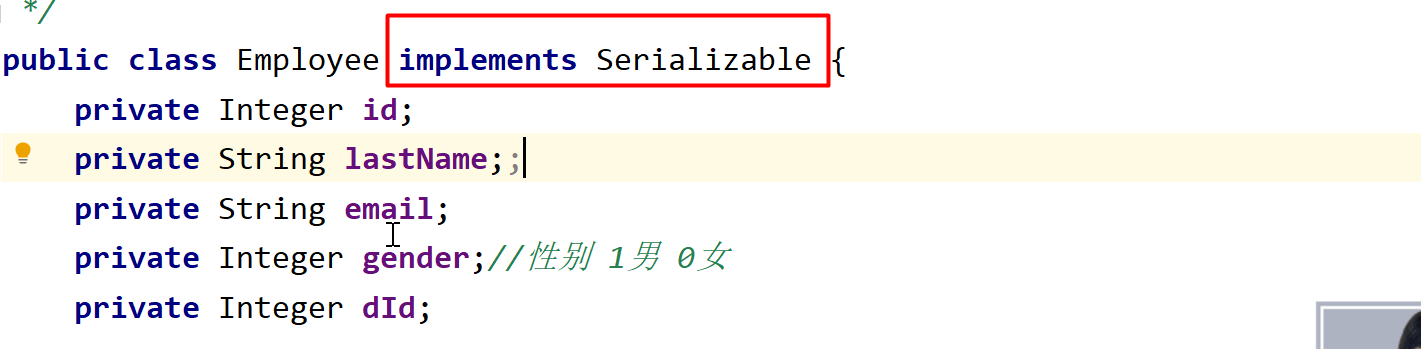 */
public class Employee implements Serializable {
private Integer id;
private String lastName;;
private String email;
private Integer gender;//性别 1男 0女
private Integer dId;